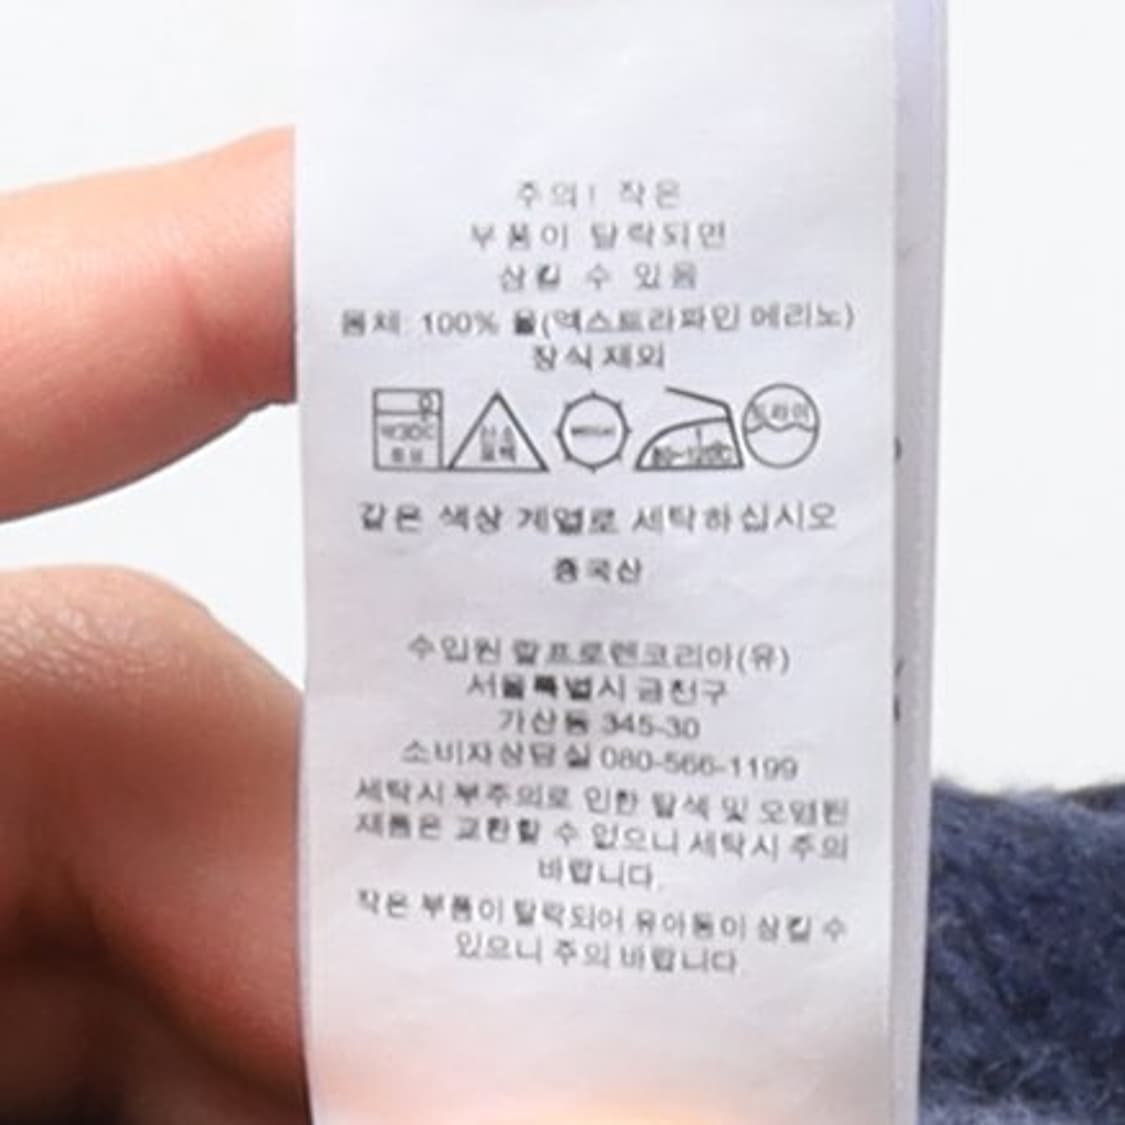 주의! 작은
부품이 탈락되면
삼킬 수 있음
몸체: 100% 울(엑스트라파인 메리노)
장식제외
약30℃
중성
산소
표백
80~120℃
드라이
같은 색상 계열로 세탁하십시오
중국산
수입원 랄프로렌코리아(유)
서울특별시 금천구
가산동 345-30
소비자상담실 080-566-1199
세탁시 부주의로 인한 탈색 및 오염된
제품은 교환할 수 없으니 세탁시 주의
바랍니다.
작은 부품이 탈락되어 유아동이 삼킬 수
있으니 주의 바랍니다.